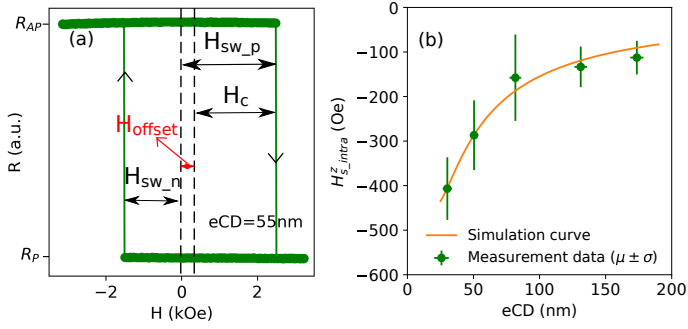 (a)
R_AP
H_sw_p
H_c
H_offset
H_sw_n
eCD=55nm
R_P
R (a.u.)
−2 0 2
H (kOe)
(b)
0
−100
−200
−300
−400
−500
−600
H^z_s_intra (Oe)
Simulation curve
Measurement data (μ ± σ)
0 50 100 150 200
eCD (nm)